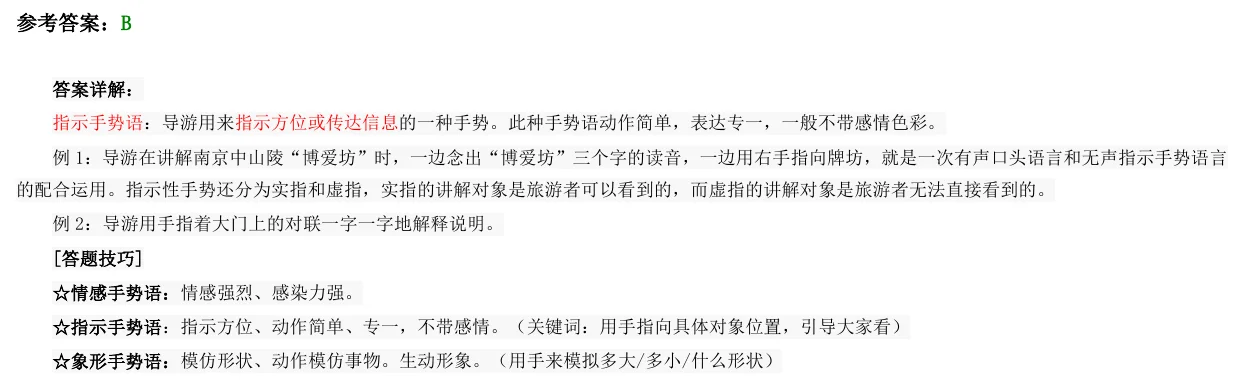 参考答案：B
答案详解：
指示手势语：导游用来指示方位或传达信息的一种手势。此种手势语动作简单，表达专一，一般不带感情色彩。
例 1：导游在讲解南京中山陵“博爱坊”时，一边念出“博爱坊”三个字的读音，一边用右手指向牌坊，就是一次有声口头语言和无声指示手势语言
的配合运用。指示性手势还分为实指和虚指，实指的讲解对象是旅游者可以看到的，而虚指的讲解对象是旅游者无法直接看到的。
例 2：导游用手指着大门上的对联一字一字地解释说明。
[答题技巧]
☆情感手势语：情感强烈、感染力强。
☆指示手势语：指示方位、动作简单、专一，不带感情。（关键词：用手指向具体对象位置，引导大家看）
☆象形手势语：模仿形状、动作模仿事物。生动形象。（用手来模拟多大/多小/什么形状）